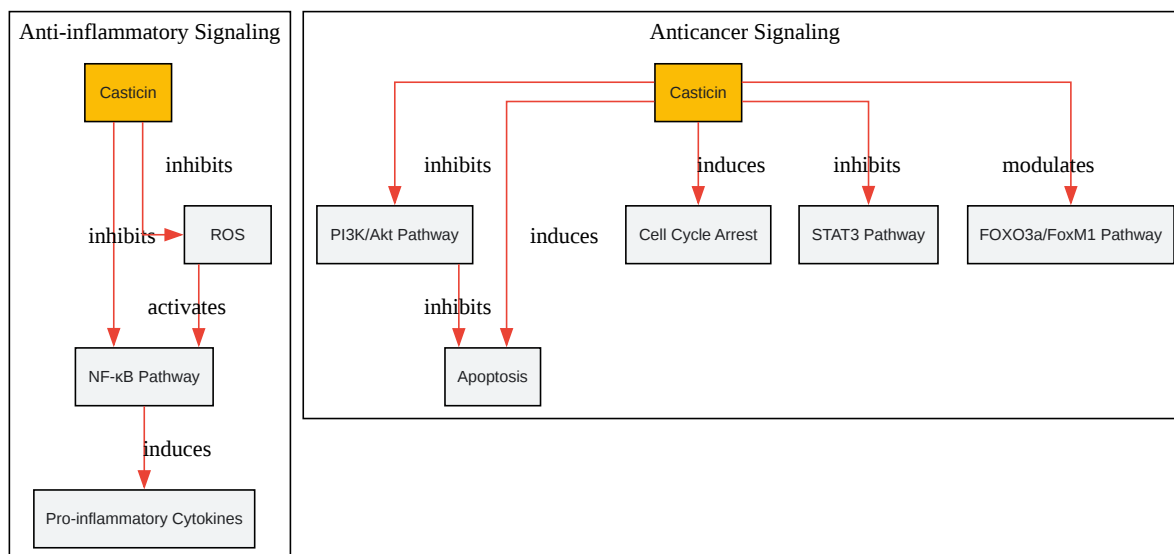 Anti-inflammatory Signaling
Casticin
inhibits
inhibits
ROS
activates
NF-κB Pathway
induces
Pro-inflammatory Cytokines
Anticancer Signaling
Casticin
inhibits
induces
inhibits
modulates
PI3K/Akt Pathway
induces
Cell Cycle Arrest
STAT3 Pathway
FOXO3a/FoxM1 Pathway
inhibits
Apoptosis